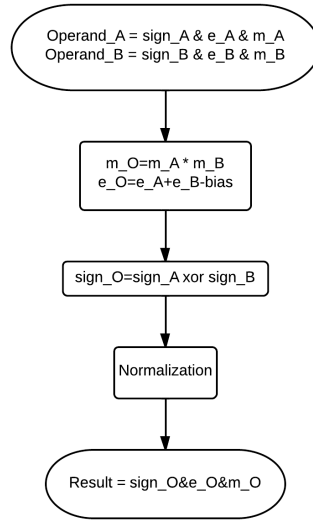 Operand_A = sign_A & e_A & m_A
Operand_B = sign_B & e_B & m_B
m_O=m_A * m_B
e_O=e_A+e_B-bias
sign_O=sign_A xor sign_B
Normalization
Result = sign_O&e_O&m_O